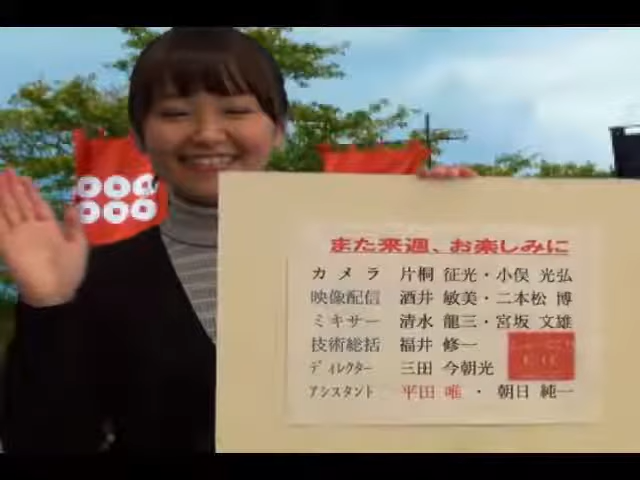 また来週、お楽しみに
カメラ 片桐 征光・小俣 光弘
映像配信 酒井 敏美・二本松 博
ミキサー 清水 龍三・宮坂 文雄
技術総括 福井 修一
ディレクター 三田 今朝光
アシスタント 平田 唯 ・ 朝日 純一